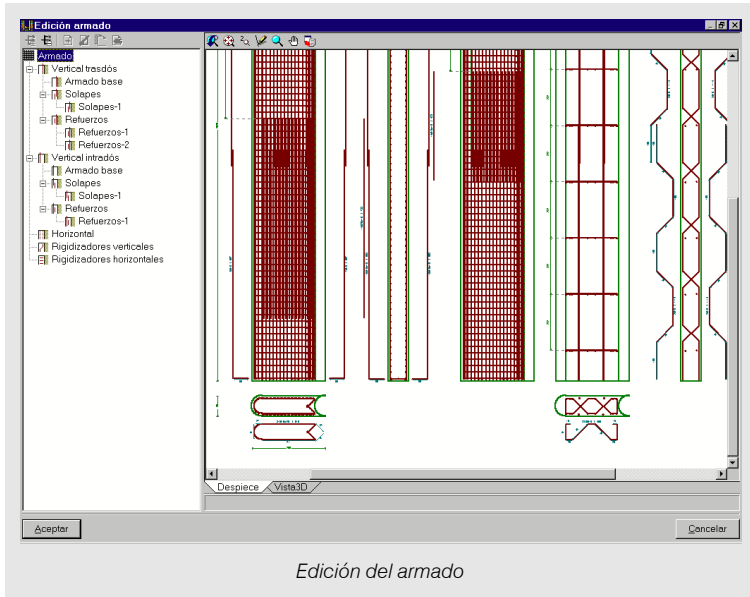 Edición armado
Armado
Vertical trasdós
Armado base
Solapes
Solapes-1
Refuerzos
Refuerzos-1
Refuerzos-2
Vertical intradós
Armado base
Solapes
Solapes-1
Refuerzos
Refuerzos-1
Horizontal
Rigidizadores verticales
Rigidizadores horizontales
Despiece
Vista3D
Aceptar
Cancelar
Edición del armado